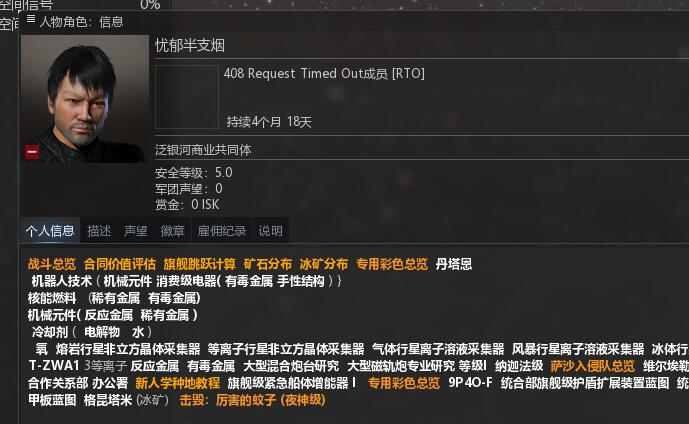 空间信号 0%
空间
人物角色：信息
忧郁半支烟
408 Request Timed Out成员 [RTO]
持续4个月 18天
泛银河商业共同体
安全等级：5.0
军团声望：0
赏金：0 ISK
个人信息 描述 声望 徽章 雇佣纪录 说明
战斗总览 合同价值评估 旗舰跳跃计算 矿石分布 冰矿分布 专用彩色总览 丹塔恩
机器人技术 ( 机械元件 消费级电器( 有毒金属 手性结构 ) }
核能燃料 (稀有金属 有毒金属)
机械元件( 反应金属 稀有金属 )
冷却剂 ( 电解物 水 )
氧 熔岩行星非立方晶体采集器 等离子行星非立方晶体采集器 气体行星离子溶液采集器 风暴行星离子溶液采集器 冰体行
T-ZWA1 3等离子 反应金属 有毒金属 大型混合炮台研究 大型磁轨炮专业研究 等级I 纳迦法级 萨沙入侵队总览 维尔埃勒
合作关系部 办公署 新人学种地教程 旗舰级紧急船体增能器 I 专用彩色总览 9P4O-F 统合部旗舰级护盾扩展装置蓝图 统
甲板蓝图 格昆塔米 (冰矿) 击毁：厉害的蚊子 (夜神级)